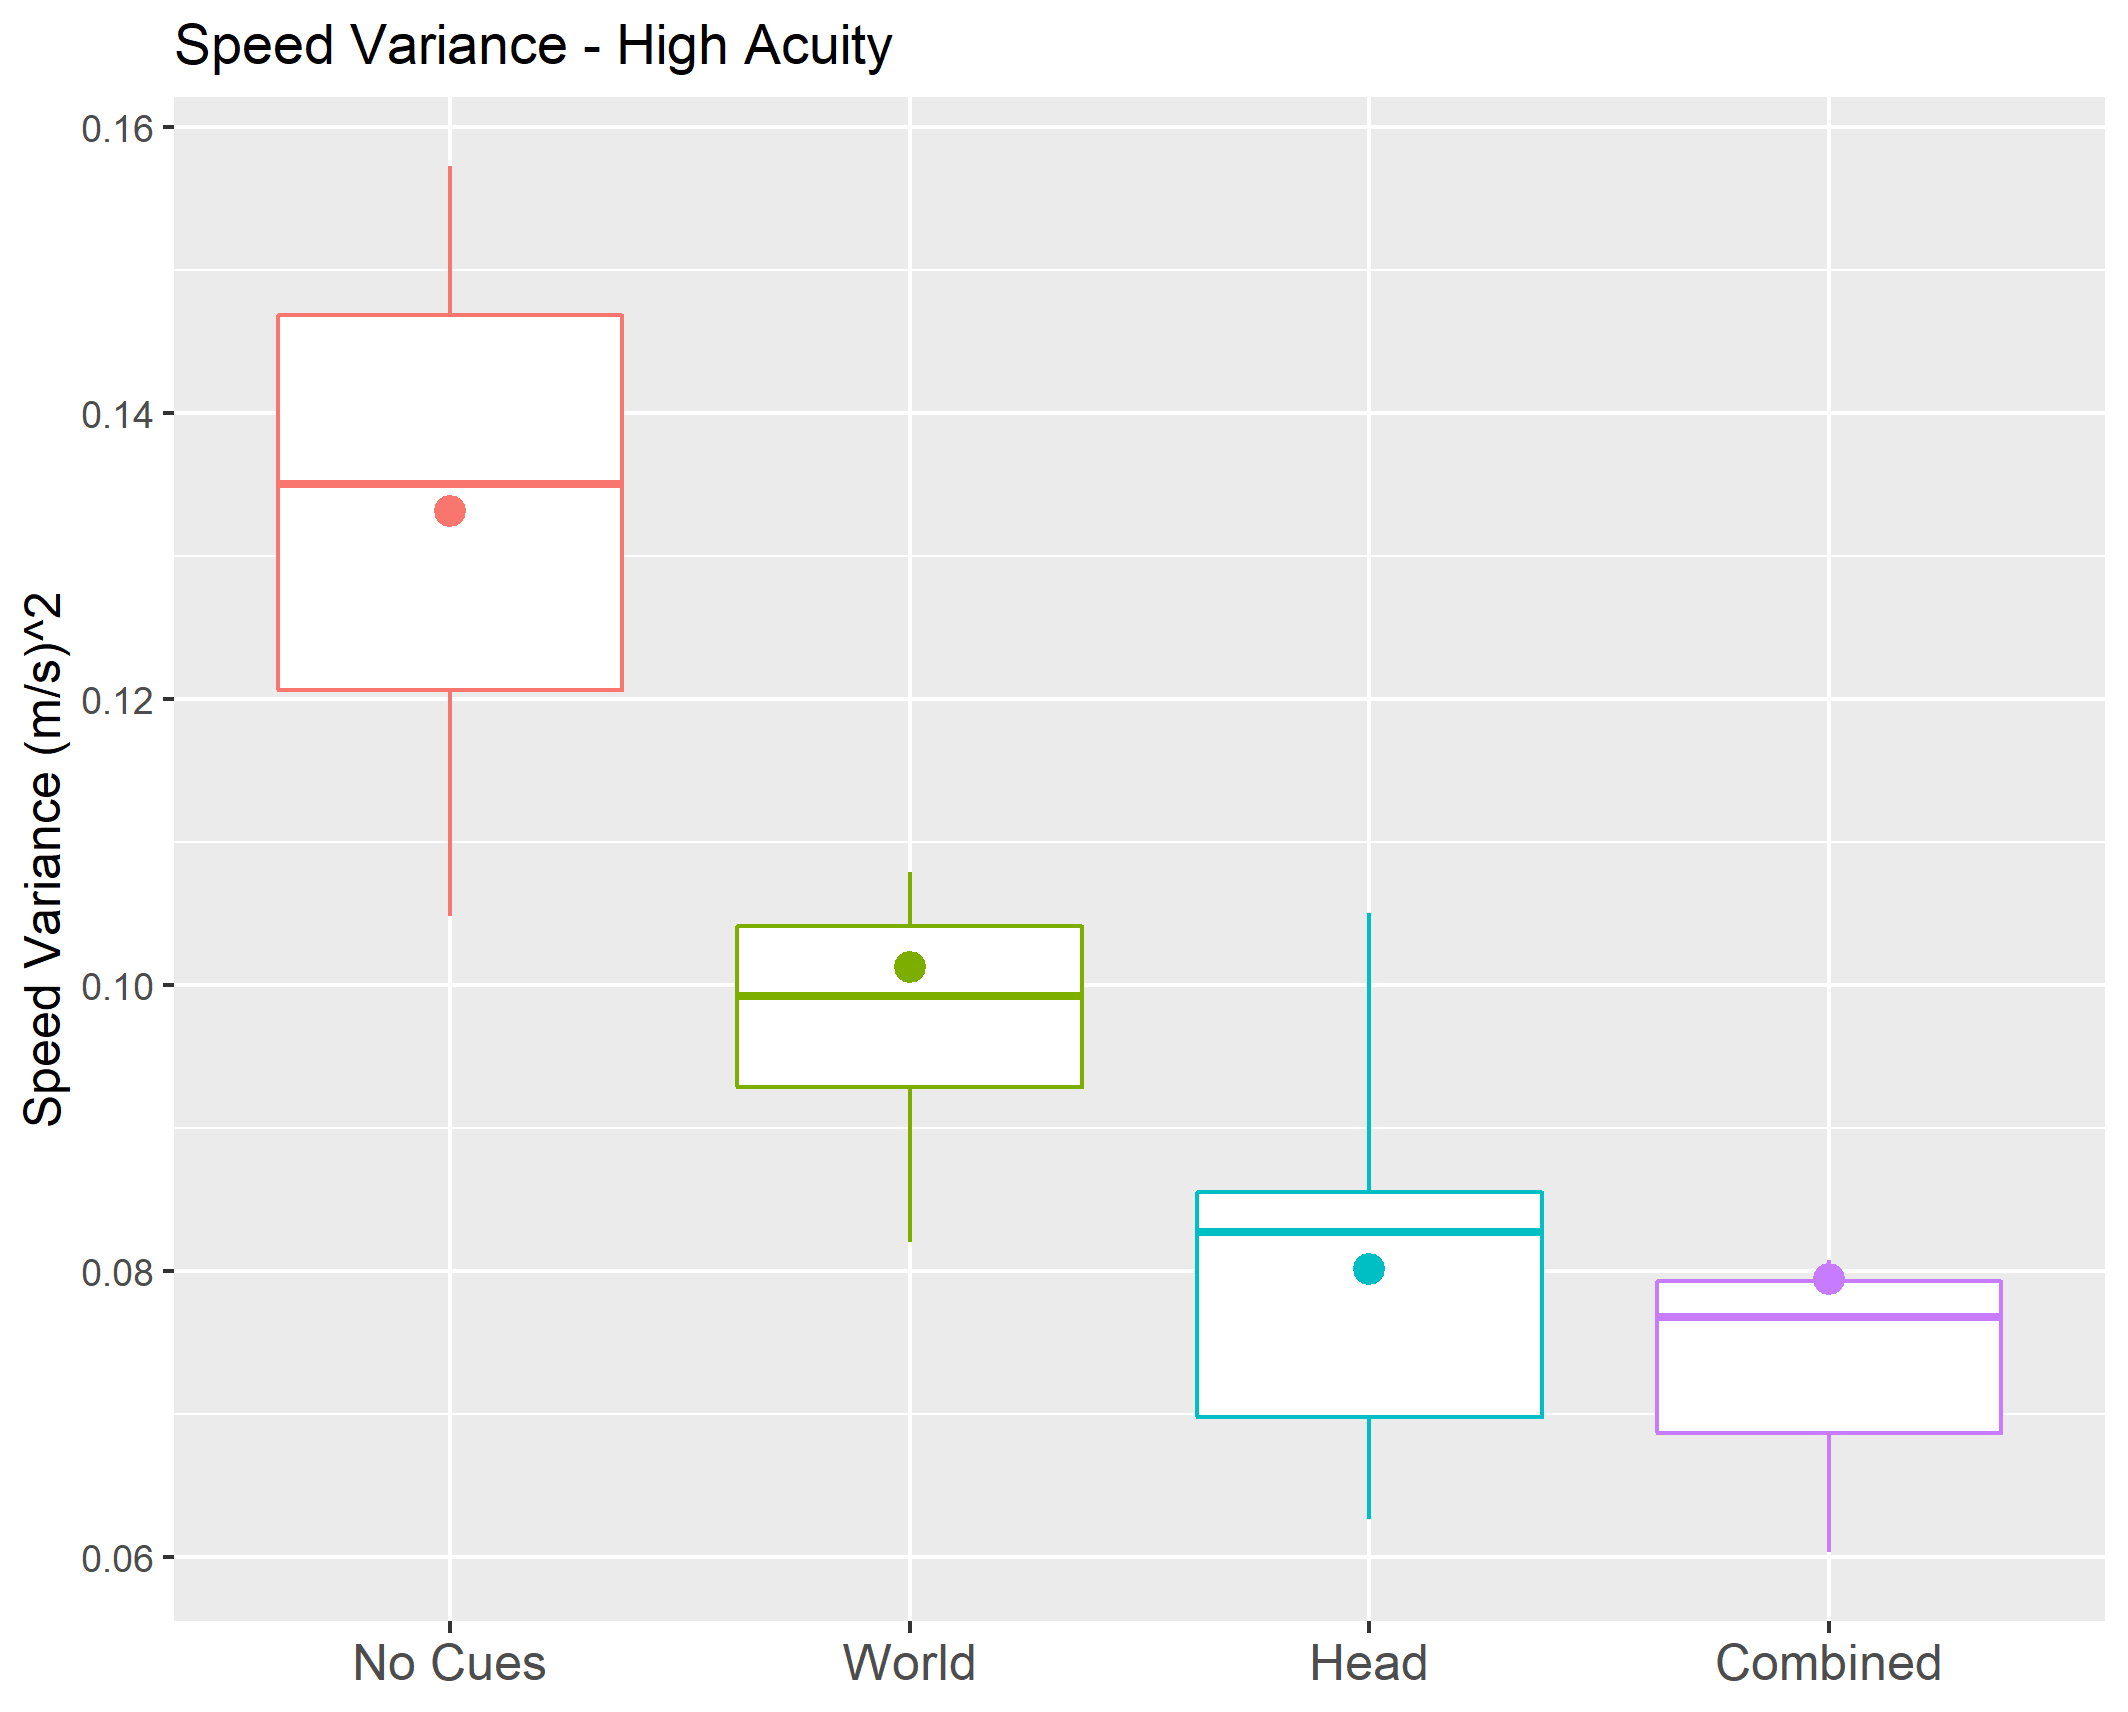 Speed Variance - High Acuity
Speed Variance (m/s)^2
0.16
0.14
0.12
0.10
0.08
0.06
No Cues
World
Head
Combined